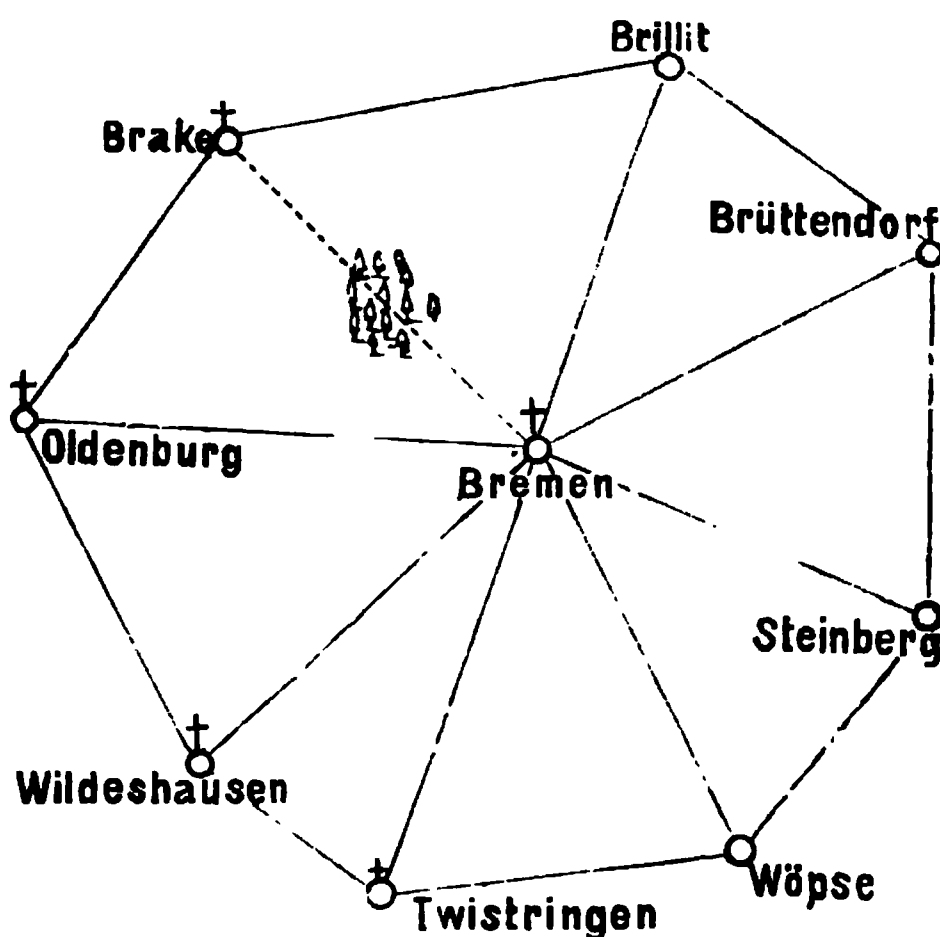 Brillit
Brake
Brüttendorf
Oldenburg
Bremen
Steinberg
Wildeshausen
Wöpse
Twistringen